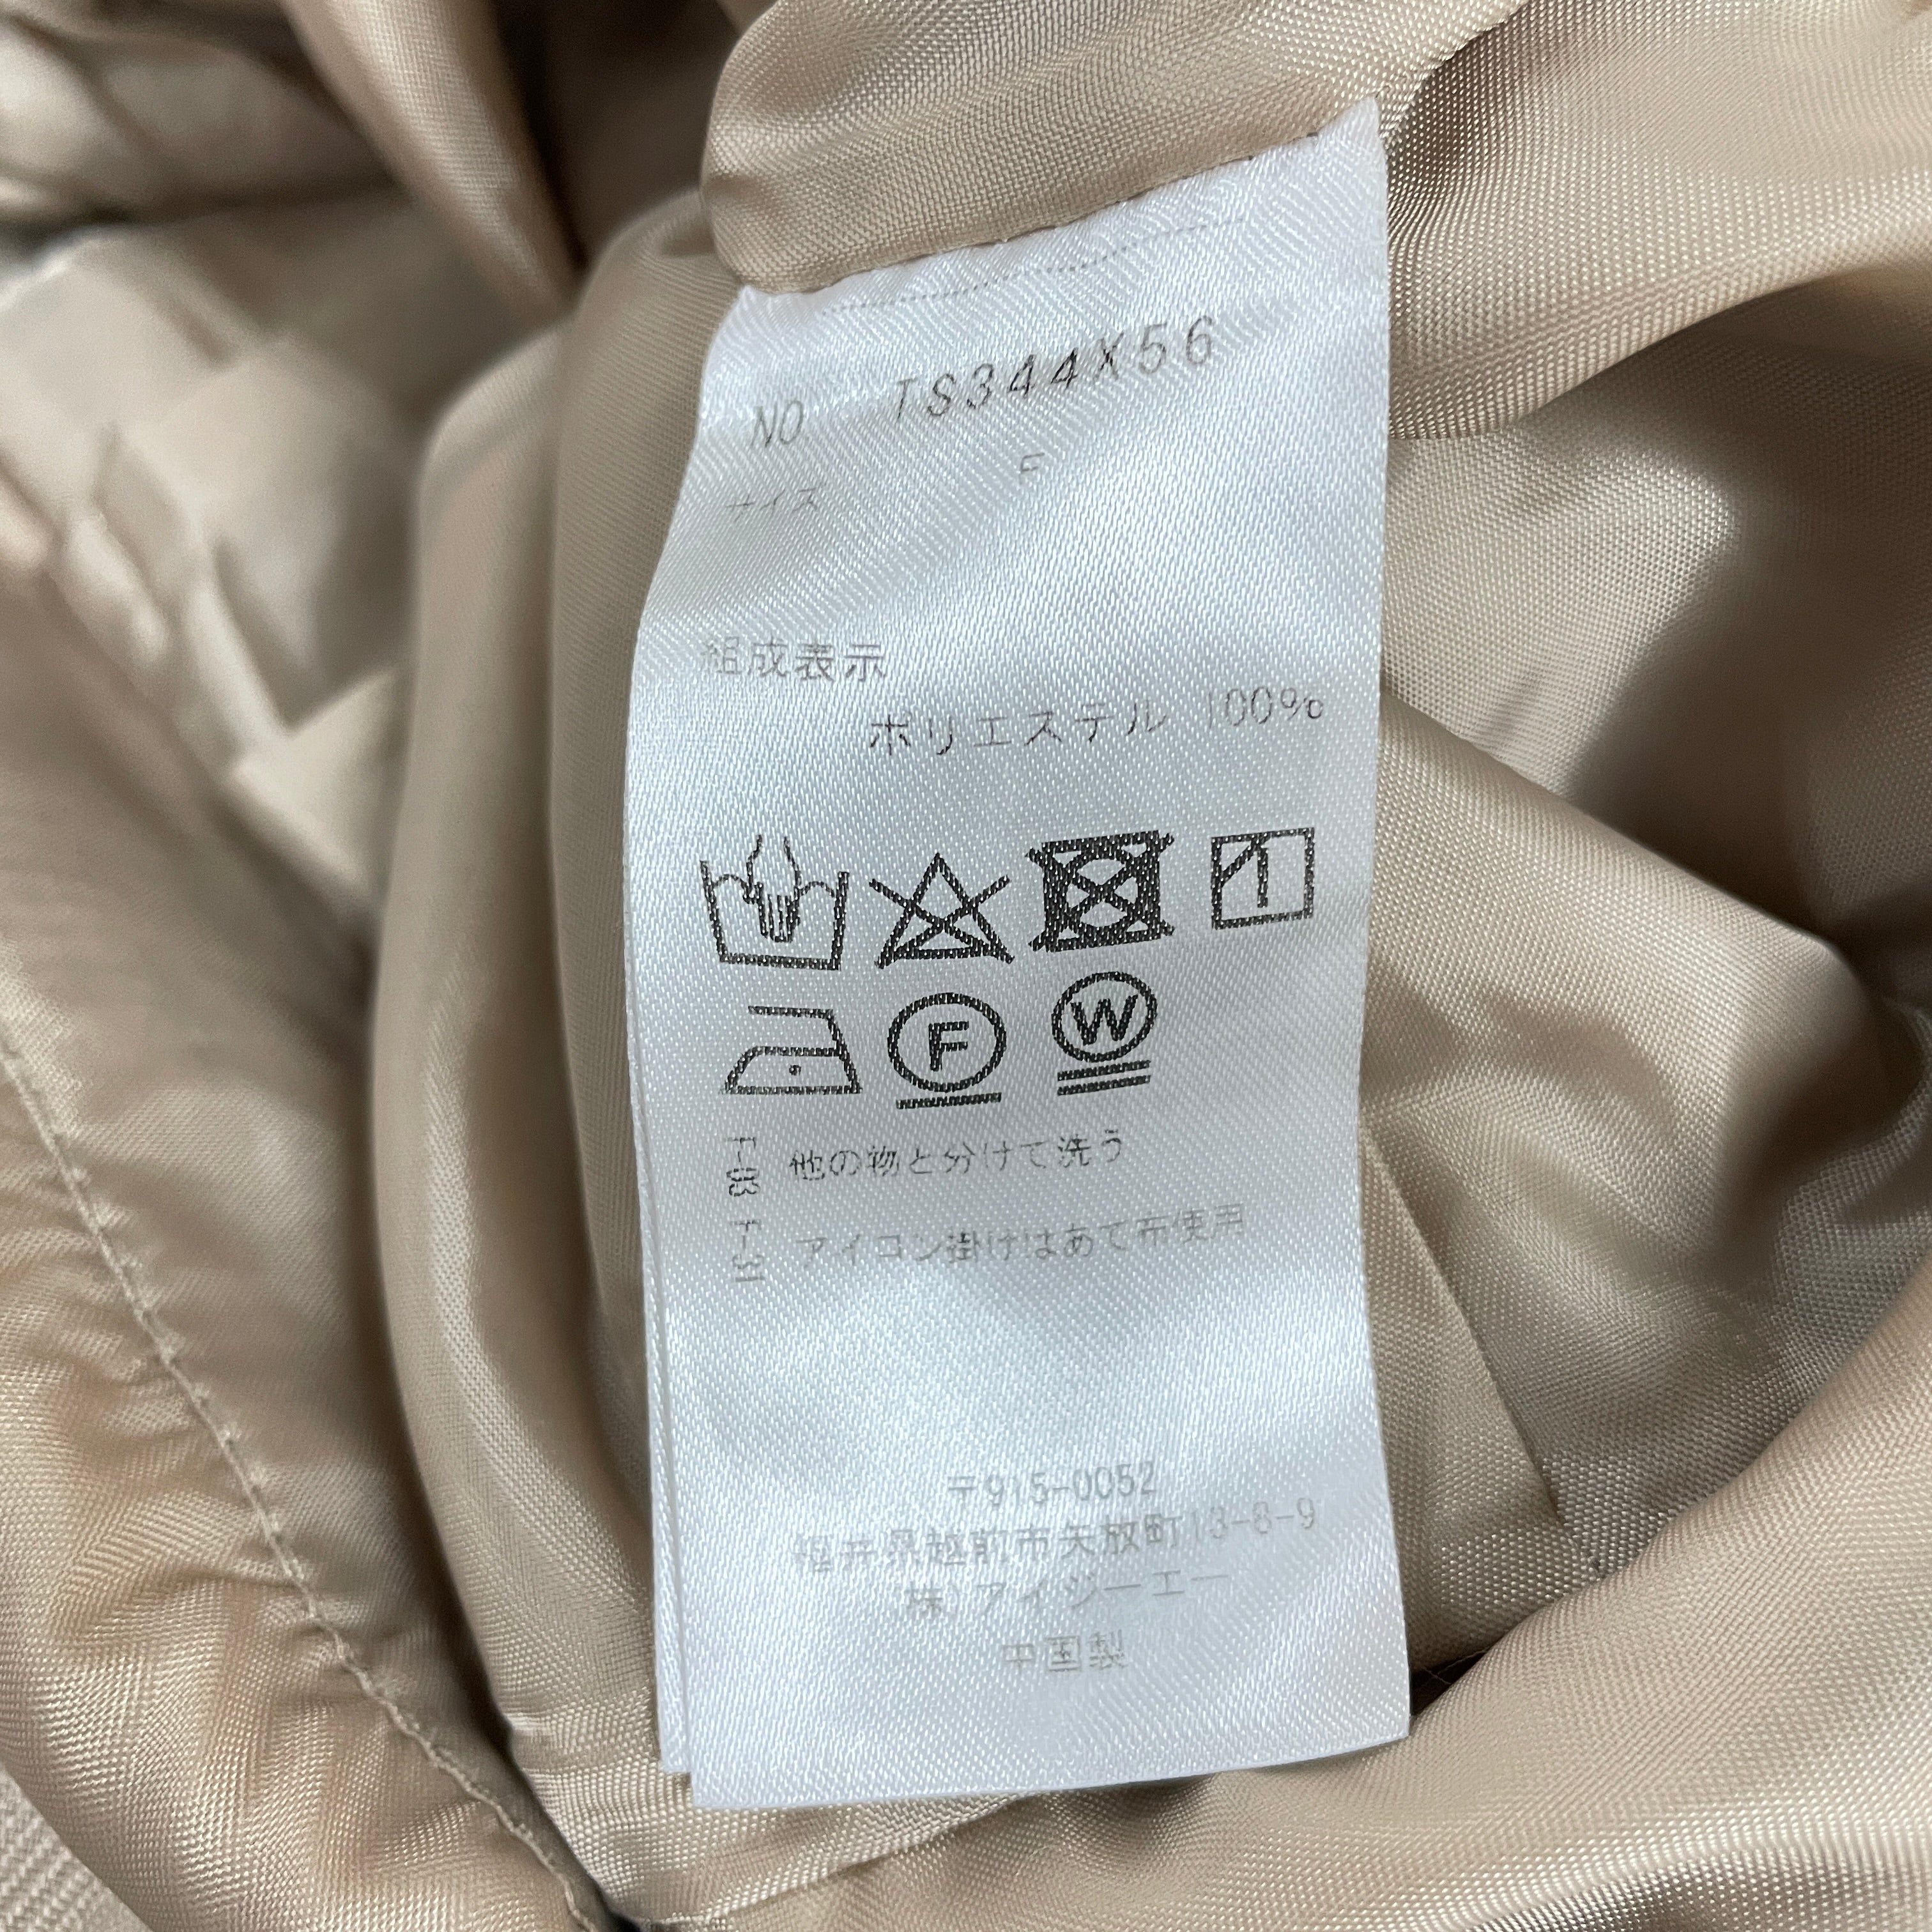 NO TS344X56
サイズ F
組成表示
ポリエステル 100%
F
W
F-03 他の物と分けて洗う
F-31 アイロン掛けはあて布使用
〒915-0052
福井県越前市矢放町13-8-9
(株)アイジーエー
中国製